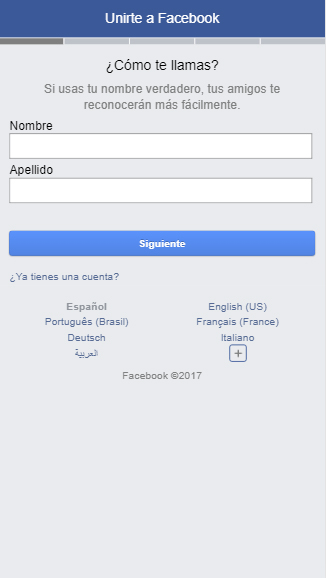 Unirte a Facebook
¿Cómo te llamas?
Si usas tu nombre verdadero, tus amigos te
reconocerán más fácilmente.
Nombre
Apellido
Siguiente
¿Ya tienes una cuenta?
Español English (US)
Português (Brasil) Français (France)
Deutsch Italiano
العربية +
Facebook ©2017